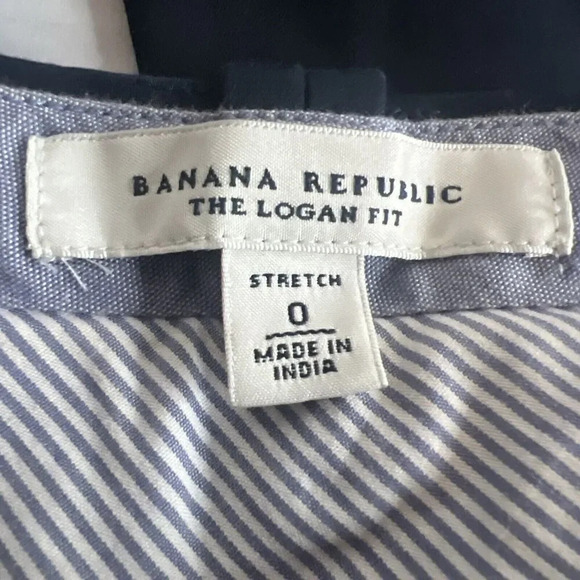 BANANA REPUBLIC
THE LOGAN FIT
STRETCH
0
MADE IN
INDIA